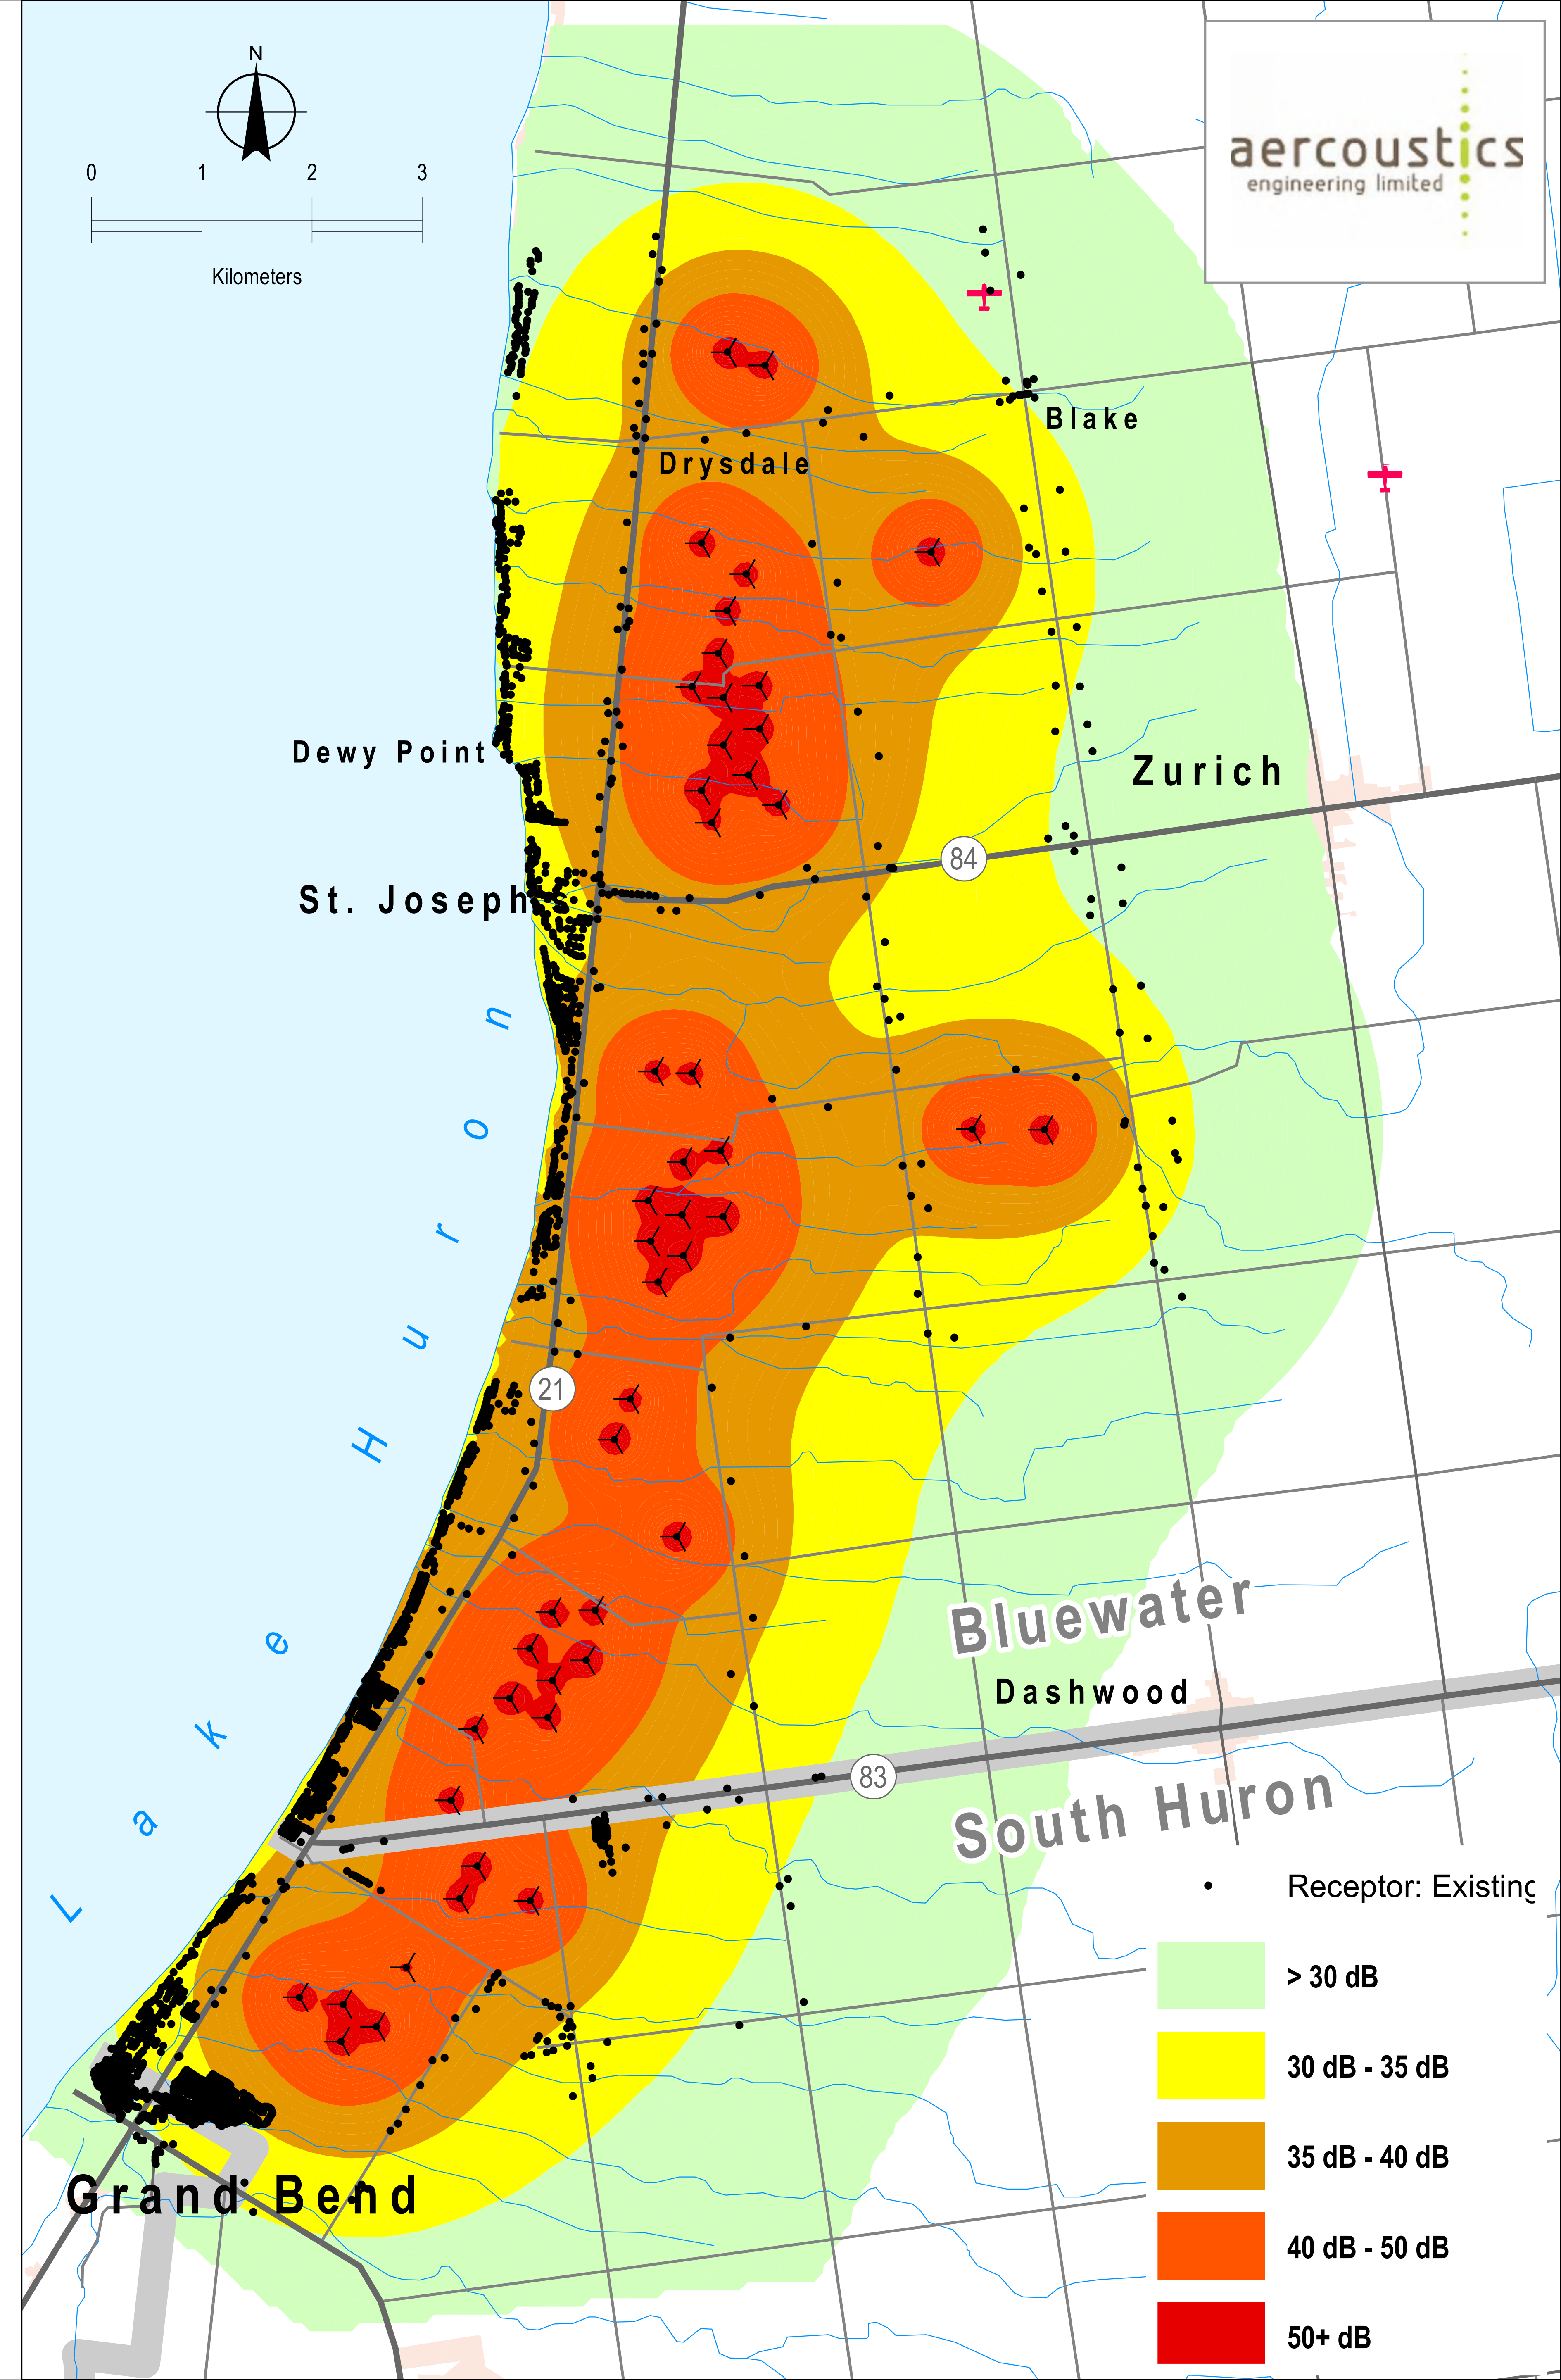 N
0 1 2 3
Kilometers
aercoustics
engineering limited
Blake
Drysdale
Dewy Point
Zurich
84
St. Joseph
Lake Huron
21
Bluewater
Dashwood
83
South Huron
Grand Bend
Receptor: Existing
> 30 dB
30 dB - 35 dB
35 dB - 40 dB
40 dB - 50 dB
50+ dB